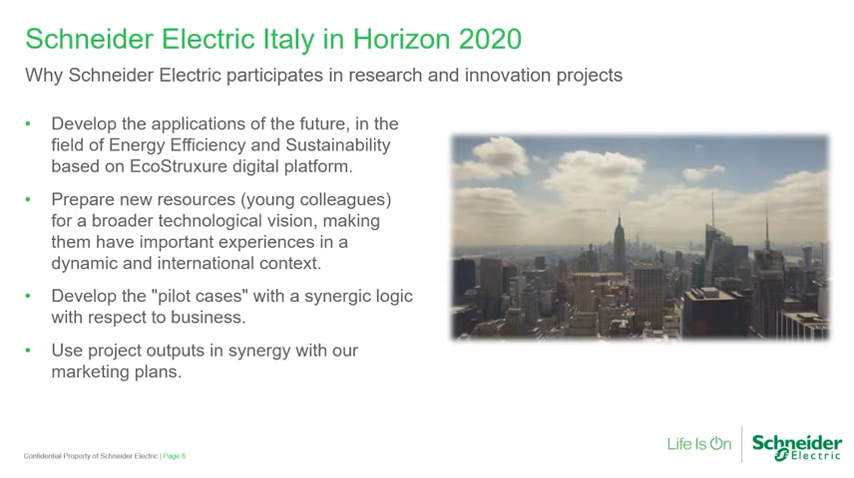 Schneider Electric Italy in Horizon 2020
Why Schneider Electric participates in research and innovation projects
• Develop the applications of the future, in the
field of Energy Efficiency and Sustainability
based on EcoStruxure digital platform.
• Prepare new resources (young colleagues)
for a broader technological vision, making
them have important experiences in a
dynamic and international context.
• Develop the "pilot cases" with a synergic logic
with respect to business.
• Use project outputs in synergy with our
marketing plans.
Confidential Property of Schneider Electric | Page 6
Life Is On
Schneider
Electric